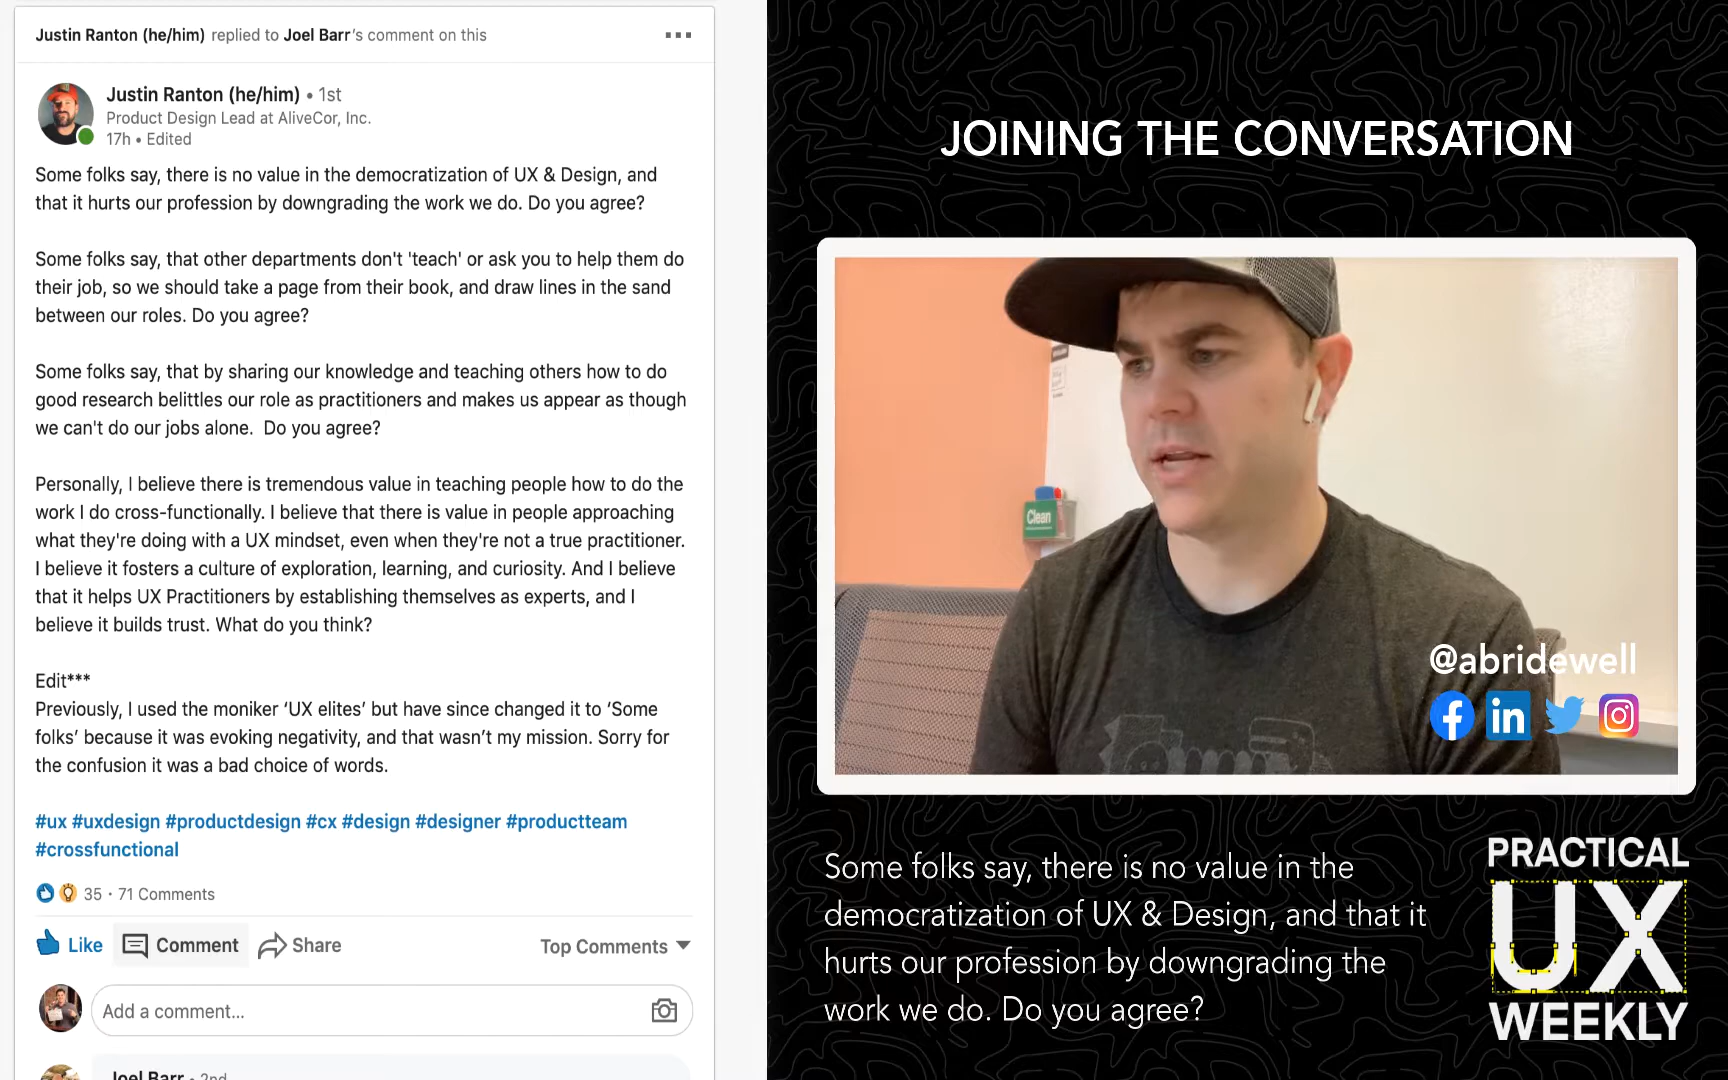 Justin Ranton (he/him) replied to Joel Barr's comment on this
Justin Ranton (he/him) • 1st
Product Design Lead at AliveCor, Inc.
17h • Edited
Some folks say, there is no value in the democratization of UX & Design, and
that it hurts our profession by downgrading the work we do. Do you agree?
Some folks say, that other departments don't 'teach' or ask you to help them do
their job, so we should take a page from their book, and draw lines in the sand
between our roles. Do you agree?
Some folks say, that by sharing our knowledge and teaching others how to do
good research belittles our role as practitioners and makes us appear as though
we can't do our jobs alone.  Do you agree?
Personally, I believe there is tremendous value in teaching people how to do the
work I do cross-functionally. I believe that there is value in people approaching
what they're doing with a UX mindset, even when they're not a true practitioner.
I believe it fosters a culture of exploration, learning, and curiosity. And I believe
that it helps UX Practitioners by establishing themselves as experts, and I
believe it builds trust. What do you think?
Edit***
Previously, I used the moniker ‘UX elites’ but have since changed it to ‘Some
folks’ because it was evoking negativity, and that wasn’t my mission. Sorry for
the confusion it was a bad choice of words.
#ux #uxdesign #productdesign #cx #design #designer #productteam
#crossfunctional
35 · 71 Comments
Like Comment Share Top Comments
Add a comment...
Joel Barr • 2nd
JOINING THE CONVERSATION
Clean
@abridewell
Some folks say, there is no value in the
democratization of UX & Design, and that it
hurts our profession by downgrading the
work we do. Do you agree?
PRACTICAL
UX
WEEKLY